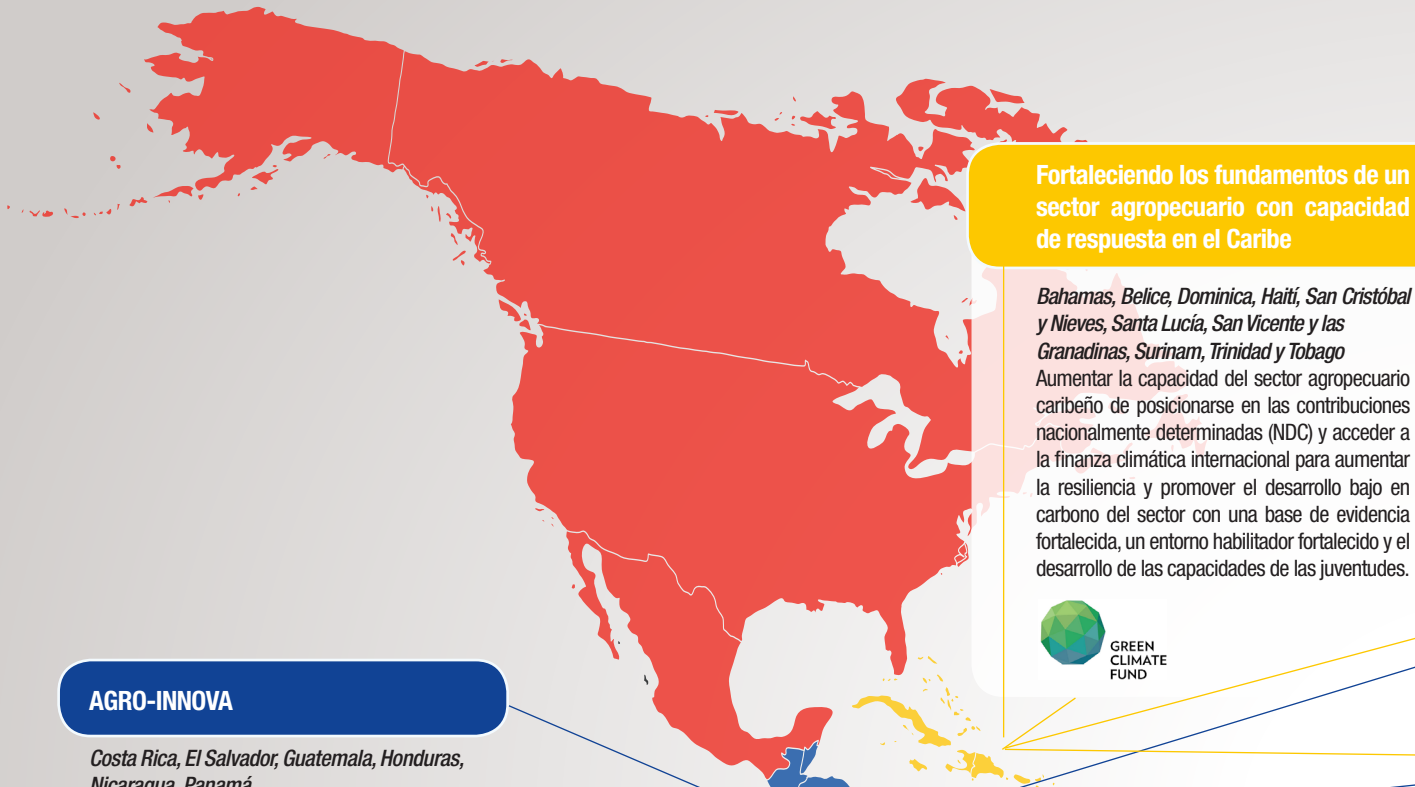 Fortaleciendo los fundamentos de un
sector agropecuario con capacidad
de respuesta en el Caribe
Bahamas, Belice, Dominica, Haití, San Cristóbal
y Nieves, Santa Lucía, San Vicente y las
Granadinas, Surinam, Trinidad y Tobago
Aumentar la capacidad del sector agropecuario
caribeño de posicionarse en las contribuciones
nacionalmente determinadas (NDC) y acceder a
la finanza climática internacional para aumentar
la resiliencia y promover el desarrollo bajo en
carbono del sector con una base de evidencia
fortalecida, un entorno habilitador fortalecido y el
desarrollo de las capacidades de las juventudes.
GREEN
CLIMATE
FUND
AGRO-INNOVA
Costa Rica, El Salvador, Guatemala, Honduras,
Nicaragua, Panamá